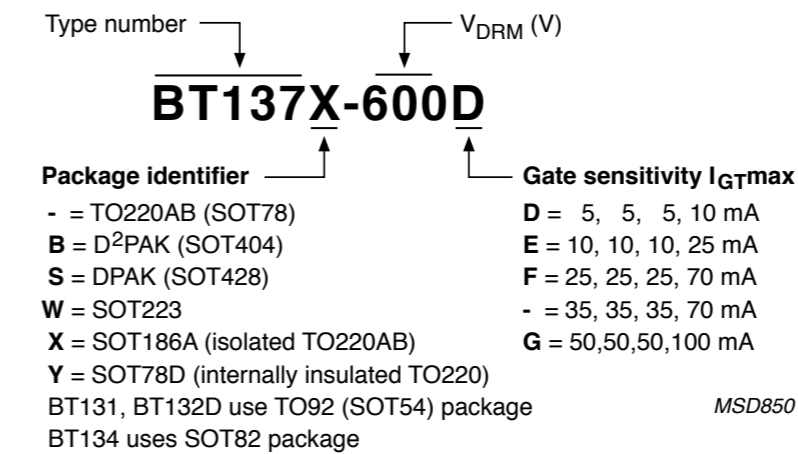 Type number V_DRM (V)
BT137X-600D
Package identifier Gate sensitivity I_GTmax
- = TO220AB (SOT78) D = 5, 5, 5, 10 mA
B = D²PAK (SOT404) E = 10, 10, 10, 25 mA
S = DPAK (SOT428) F = 25, 25, 25, 70 mA
W = SOT223 - = 35, 35, 35, 70 mA
X = SOT186A (isolated TO220AB) G = 50,50,50,100 mA
Y = SOT78D (internally insulated TO220)
BT131, BT132D use TO92 (SOT54) package MSD850
BT134 uses SOT82 package